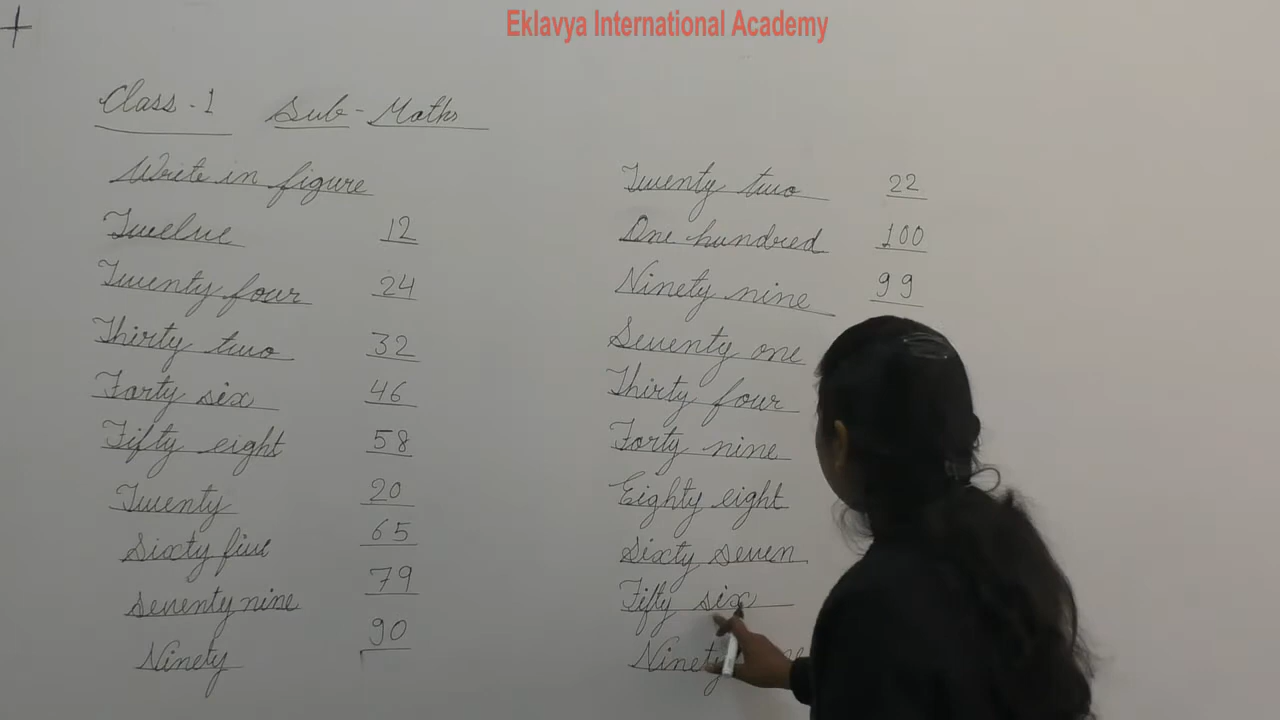 Eklavya International Academy
Class - 1 Sub - Maths
Write in figure
Twelve 12
Twenty four 24
Thirty two 32
Forty six 46
Fifty eight 58
Twenty 20
Sixty five 65
Seventy nine 79
Ninety 90
Twenty two 22
One hundred 100
Ninety nine 99
Seventy one
Thirty four
Forty nine
Eighty eight
Sixty seven
Fifty six
Ninety